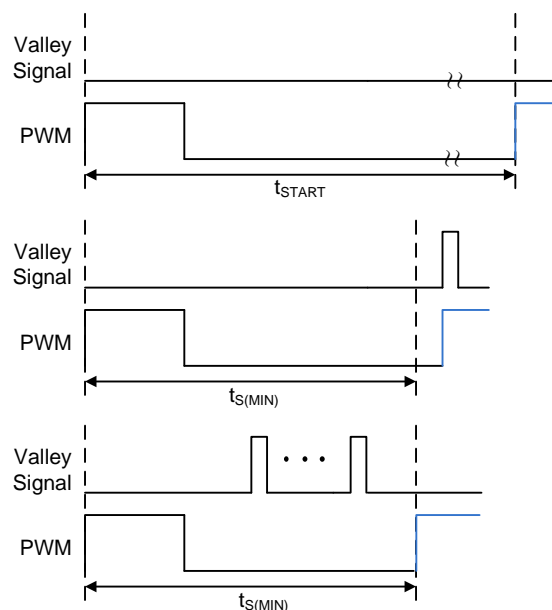 Valley
Signal
PWM
tSTART
Valley
Signal
PWM
tS(MIN)
Valley
Signal
PWM
tS(MIN)